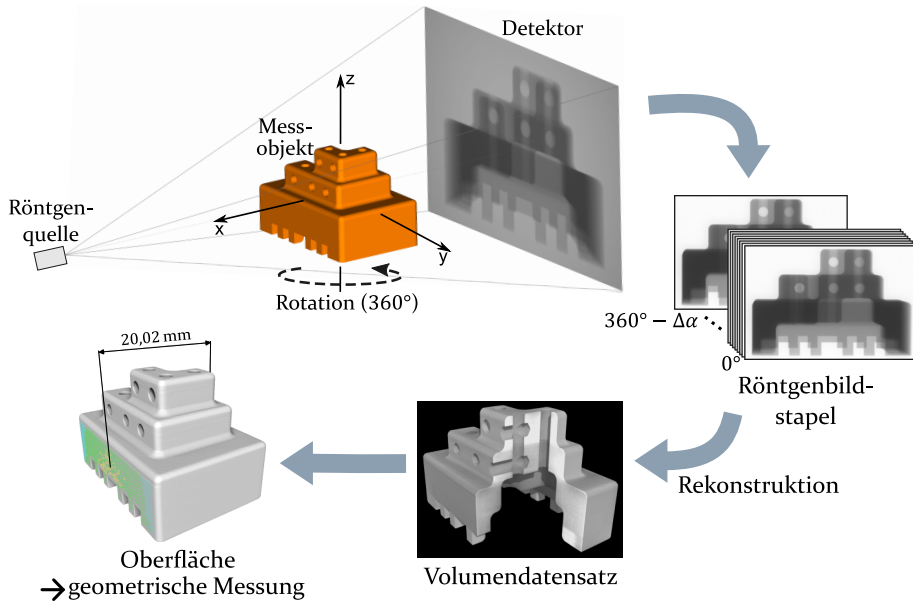 Detektor
z
Mess-
objekt
Röntgen-
quelle
x
y
Rotation (360°)
360° − Δα
0°
Röntgenbild-
stapel
20,02 mm
Rekonstruktion
Oberfläche
→ geometrische Messung
Volumendatensatz